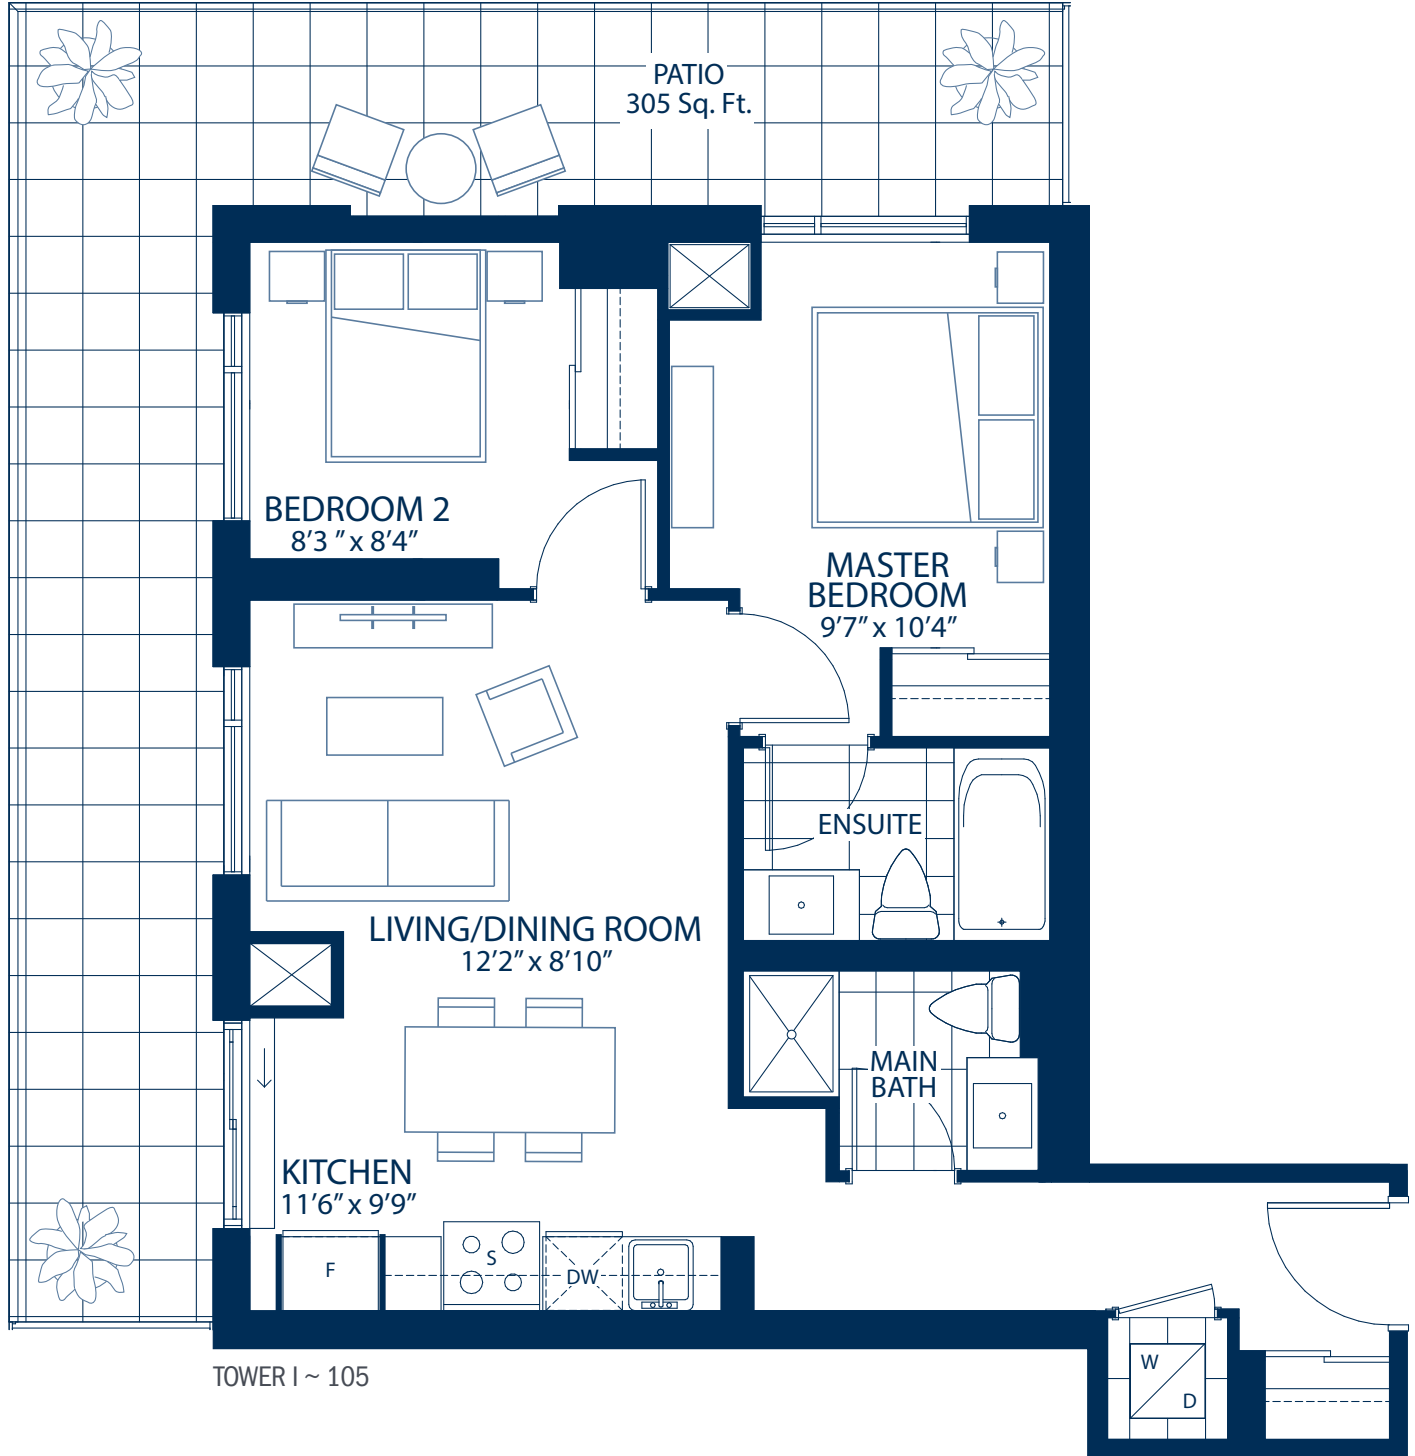 PATIO
305 Sq. Ft.
BEDROOM 2
8'3 ” x 8'4”
MASTER
BEDROOM
9'7” x 10'4”
ENSUITE
LIVING/DINING ROOM
12'2” x 8'10”
MAIN
BATH
KITCHEN
11'6” x 9'9”
F
S
DW
W
D
TOWER I ~ 105